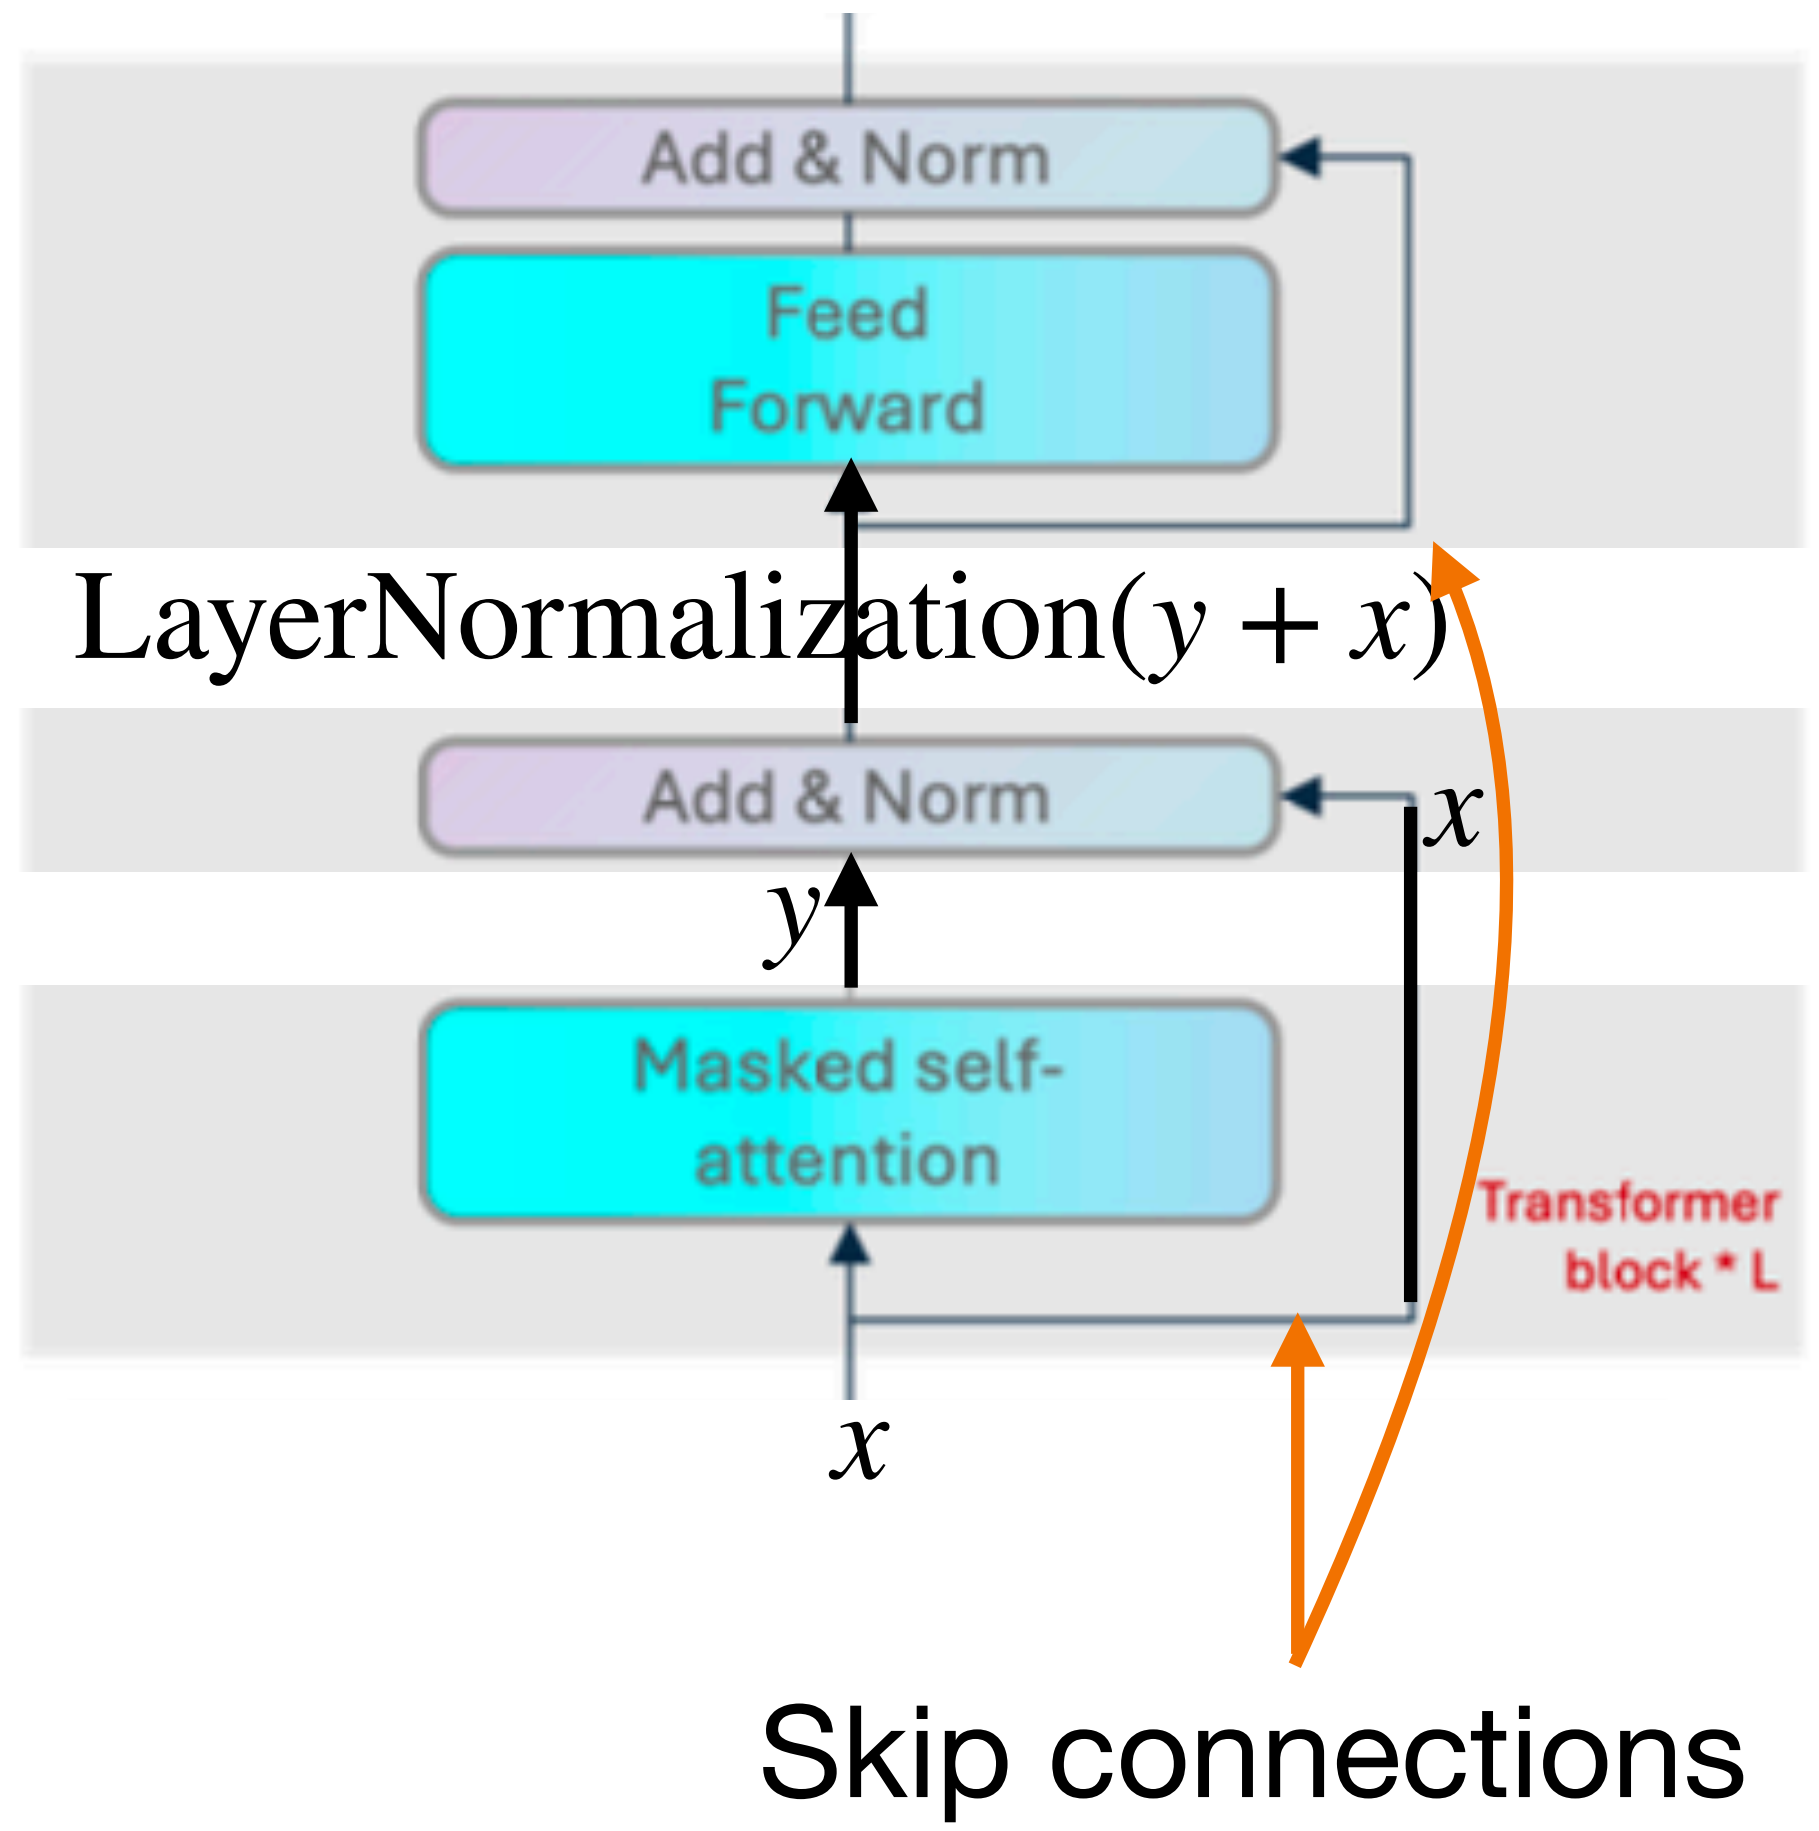 Add & Norm
Feed
Forward
LayerNormalization(y + x)
Add & Norm
x
y
Masked self-
attention
Transformer
block * L
x
Skip connections